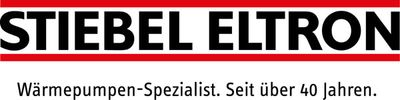 STIEBEL ELTRON
Wärmepumpen-Spezialist. Seit über 40 Jahren.